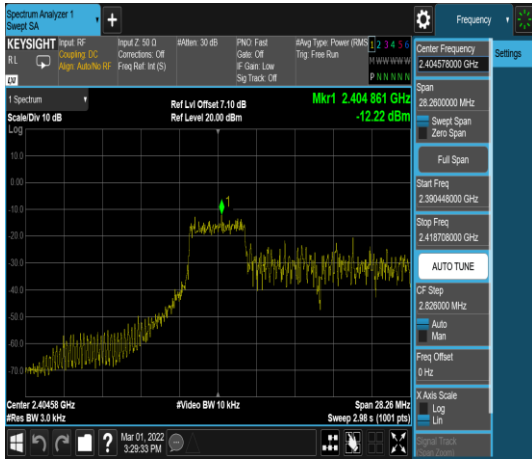 Spectrum Analyzer 1
Swept SA
Frequency
KEYSIGHT
RL
LXI
Input: RF
Coupling: DC
Align: Auto/No RF
Input Z: 50 Ω
Corrections: Off
Freq Ref: Int (S)
#Atten: 30 dB
PNO: Fast
Gate: Off
IF Gain: Low
Sig Track: Off
#Avg Type: Power (RMS
Trig: Free Run
1 2 3 4 5 6
M W W W W W
P N N N N N
1 Spectrum
Scale/Div 10 dB
Log
Ref Lvl Offset 7.10 dB
Ref Level 20.00 dBm
Mkr1 2.404 861 GHz
-12.22 dBm
10.0
0.00
-10.0
-20.0
-30.0
-40.0
-50.0
-60.0
-70.0
1
Center 2.40458 GHz
#Res BW 3.0 kHz
#Video BW 10 kHz
Span 28.26 MHz
Sweep 2.98 s (1001 pts)
Mar 01, 2022
3:29:33 PM
Center Frequency
2.404578000 GHz
Settings
Span
28.2600000 MHz
Swept Span
Zero Span
Full Span
Start Freq
2.390448000 GHz
Stop Freq
2.418708000 GHz
AUTO TUNE
CF Step
2.826000 MHz
Auto
Man
Freq Offset
0 Hz
X Axis Scale
Log
Lin
Signal Track
(Span Zoom)